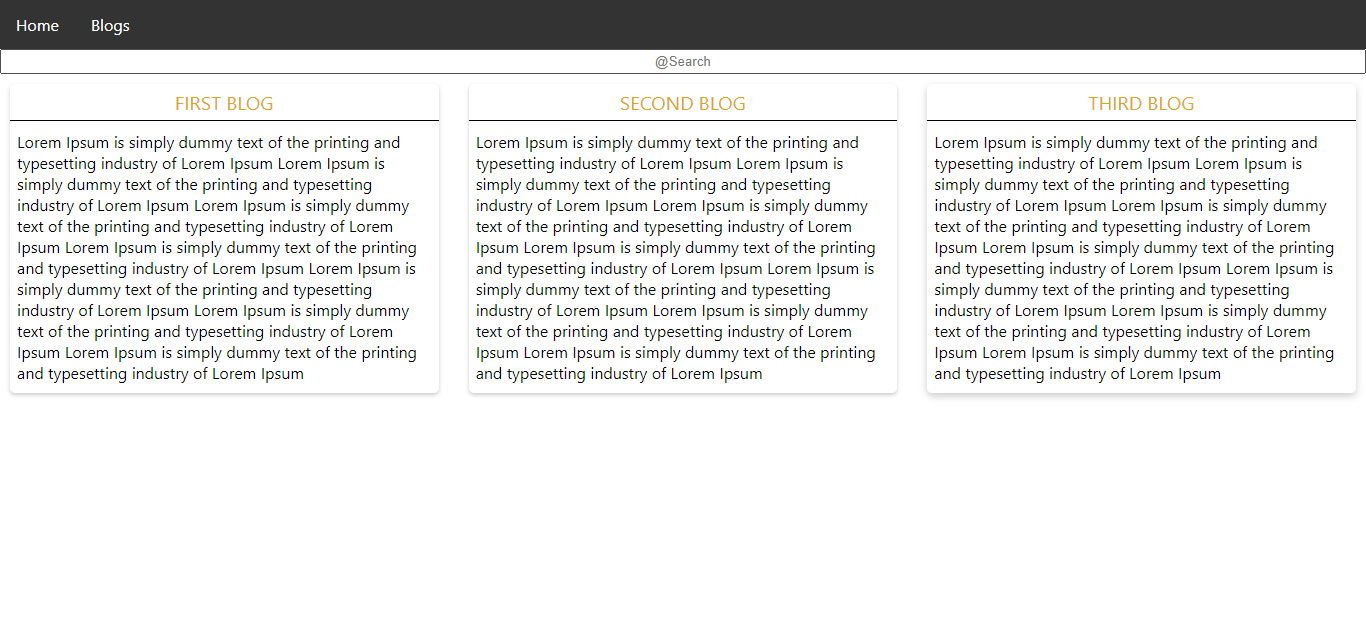 Home Blogs
@Search
FIRST BLOG
Lorem Ipsum is simply dummy text of the printing and
typesetting industry of Lorem Ipsum Lorem Ipsum is
simply dummy text of the printing and typesetting
industry of Lorem Ipsum Lorem Ipsum is simply dummy
text of the printing and typesetting industry of Lorem
Ipsum Lorem Ipsum is simply dummy text of the printing
and typesetting industry of Lorem Ipsum Lorem Ipsum is
simply dummy text of the printing and typesetting
industry of Lorem Ipsum Lorem Ipsum is simply dummy
text of the printing and typesetting industry of Lorem
Ipsum Lorem Ipsum is simply dummy text of the printing
and typesetting industry of Lorem Ipsum
SECOND BLOG
Lorem Ipsum is simply dummy text of the printing and
typesetting industry of Lorem Ipsum Lorem Ipsum is
simply dummy text of the printing and typesetting
industry of Lorem Ipsum Lorem Ipsum is simply dummy
text of the printing and typesetting industry of Lorem
Ipsum Lorem Ipsum is simply dummy text of the printing
and typesetting industry of Lorem Ipsum Lorem Ipsum is
simply dummy text of the printing and typesetting
industry of Lorem Ipsum Lorem Ipsum is simply dummy
text of the printing and typesetting industry of Lorem
Ipsum Lorem Ipsum is simply dummy text of the printing
and typesetting industry of Lorem Ipsum
THIRD BLOG
Lorem Ipsum is simply dummy text of the printing and
typesetting industry of Lorem Ipsum Lorem Ipsum is
simply dummy text of the printing and typesetting
industry of Lorem Ipsum Lorem Ipsum is simply dummy
text of the printing and typesetting industry of Lorem
Ipsum Lorem Ipsum is simply dummy text of the printing
and typesetting industry of Lorem Ipsum Lorem Ipsum is
simply dummy text of the printing and typesetting
industry of Lorem Ipsum Lorem Ipsum is simply dummy
text of the printing and typesetting industry of Lorem
Ipsum Lorem Ipsum is simply dummy text of the printing
and typesetting industry of Lorem Ipsum